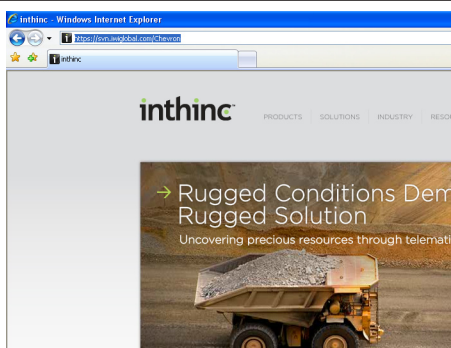 inthinc - Windows Internet Explorer
https://svn.iwiglobal.com/Chevron
inthinc
inthinc
PRODUCTS SOLUTIONS INDUSTRY RESOU
→ Rugged Conditions Dem
Rugged Solution
Uncovering precious resources through telemati